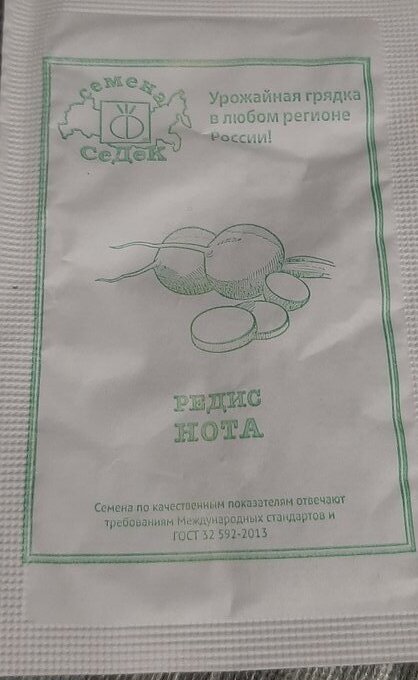 семена
СеДеК
Урожайная грядка
в любом регионе
России!
РЕДИС
НОТА
Семена по качественным показателям отвечают
требованиям Международных стандартов и
ГОСТ 32 592-2013